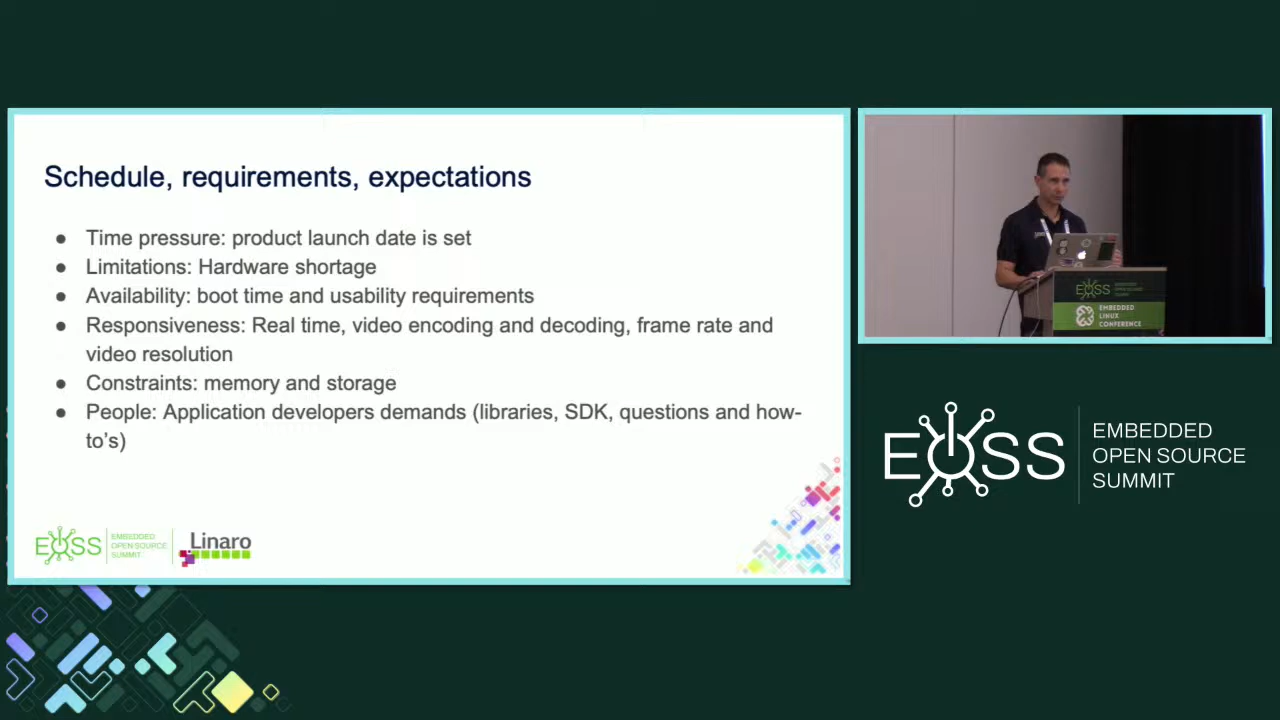 Schedule, requirements, expectations
● Time pressure: product launch date is set
● Limitations: Hardware shortage
● Availability: boot time and usability requirements
● Responsiveness: Real time, video encoding and decoding, frame rate and
video resolution
● Constraints: memory and storage
● People: Application developers demands (libraries, SDK, questions and how-
to's)
EOSS
EMBEDDED
OPEN SOURCE
SUMMIT
Linaro
EOSS
EMBEDDED
LINUX
CONFERENCE
EOSS
EMBEDDED
OPEN SOURCE
SUMMIT